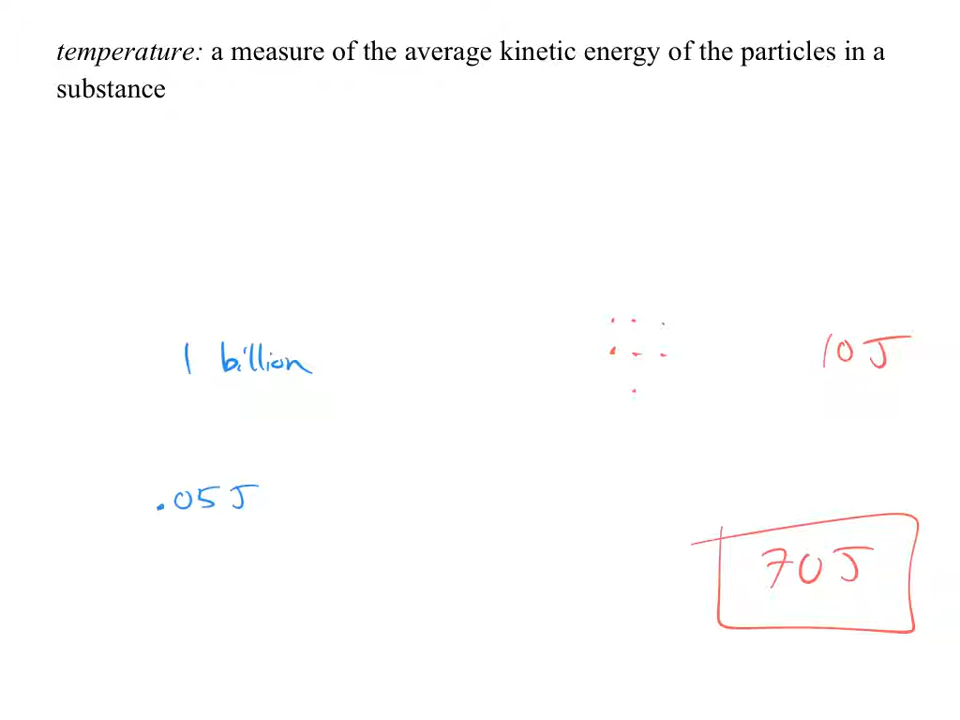 temperature: a measure of the average kinetic energy of the particles in a
substance
1 billion
10 J
.05 J
70 J